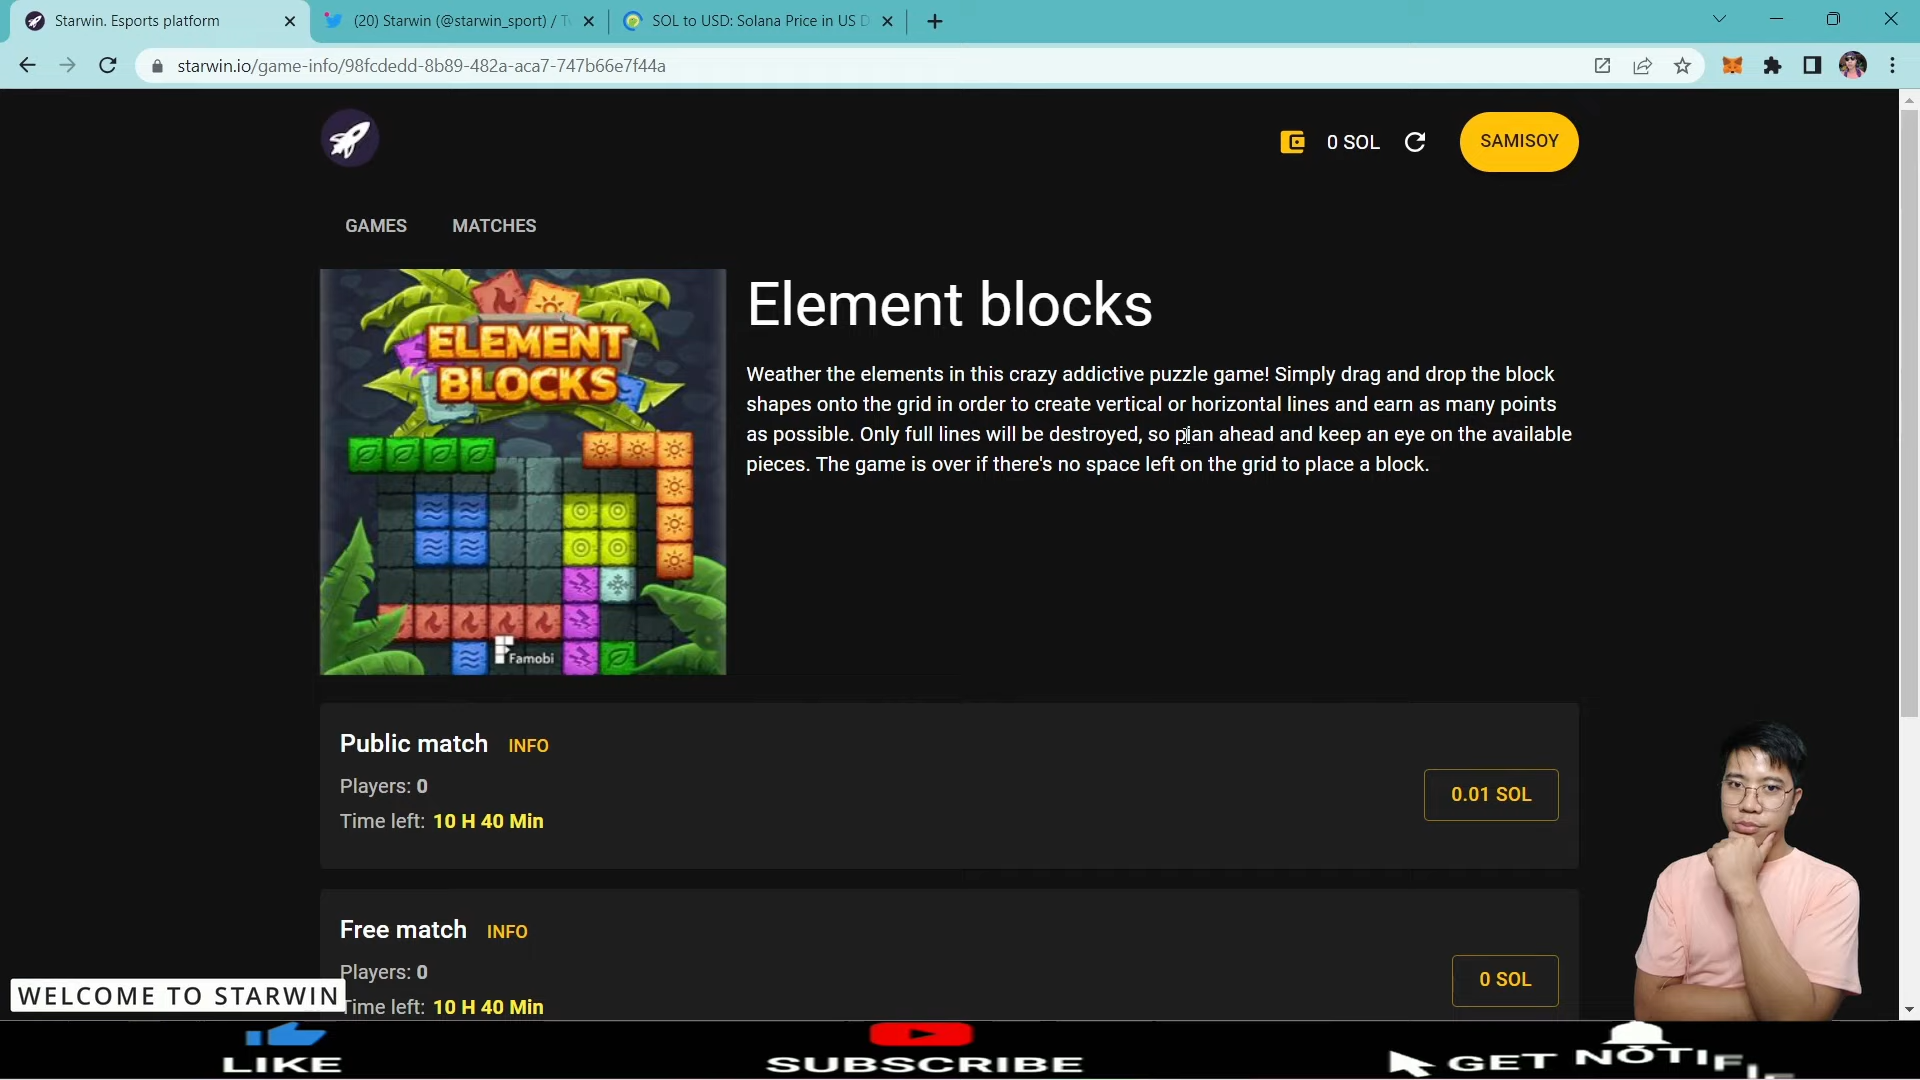 Starwin. Esports platform
(20) Starwin (@starwin_sport) / Tw
SOL to USD: Solana Price in US D
starwin.io/game-info/98fcdedd-8b89-482a-aca7-747b66e7f44a
0 SOL
SAMISOY
GAMES MATCHES
ELEMENT
BLOCKS
Famobi
Element blocks
Weather the elements in this crazy addictive puzzle game! Simply drag and drop the block
shapes onto the grid in order to create vertical or horizontal lines and earn as many points
as possible. Only full lines will be destroyed, so plan ahead and keep an eye on the available
pieces. The game is over if there's no space left on the grid to place a block.
Public match INFO
Players: 0
Time left: 10 H 40 Min
0.01 SOL
Free match INFO
Players: 0
Time left: 10 H 40 Min
0 SOL
WELCOME TO STARWIN
LIKE
SUBSCRIBE
GET NOTIFI